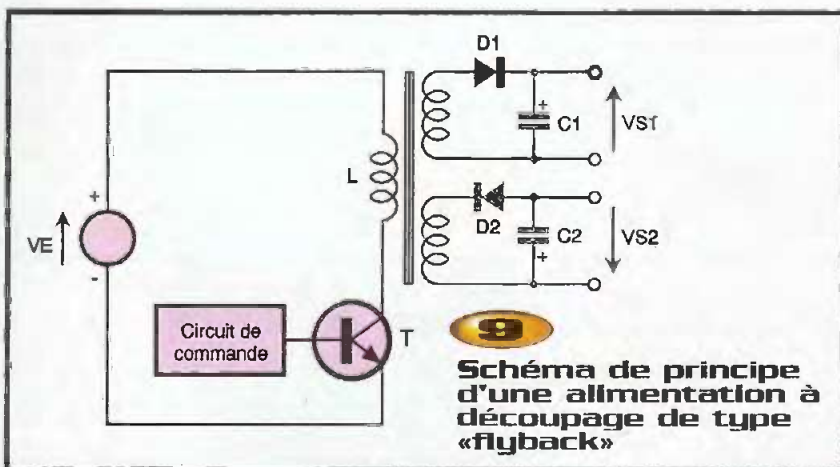 D1
+
C1
VS1
L
D2
C2
+
VS2
+
VE
-
Circuit de
commande
T
9
Schéma de principe
d'une alimentation à
découpage de type
«flyback»